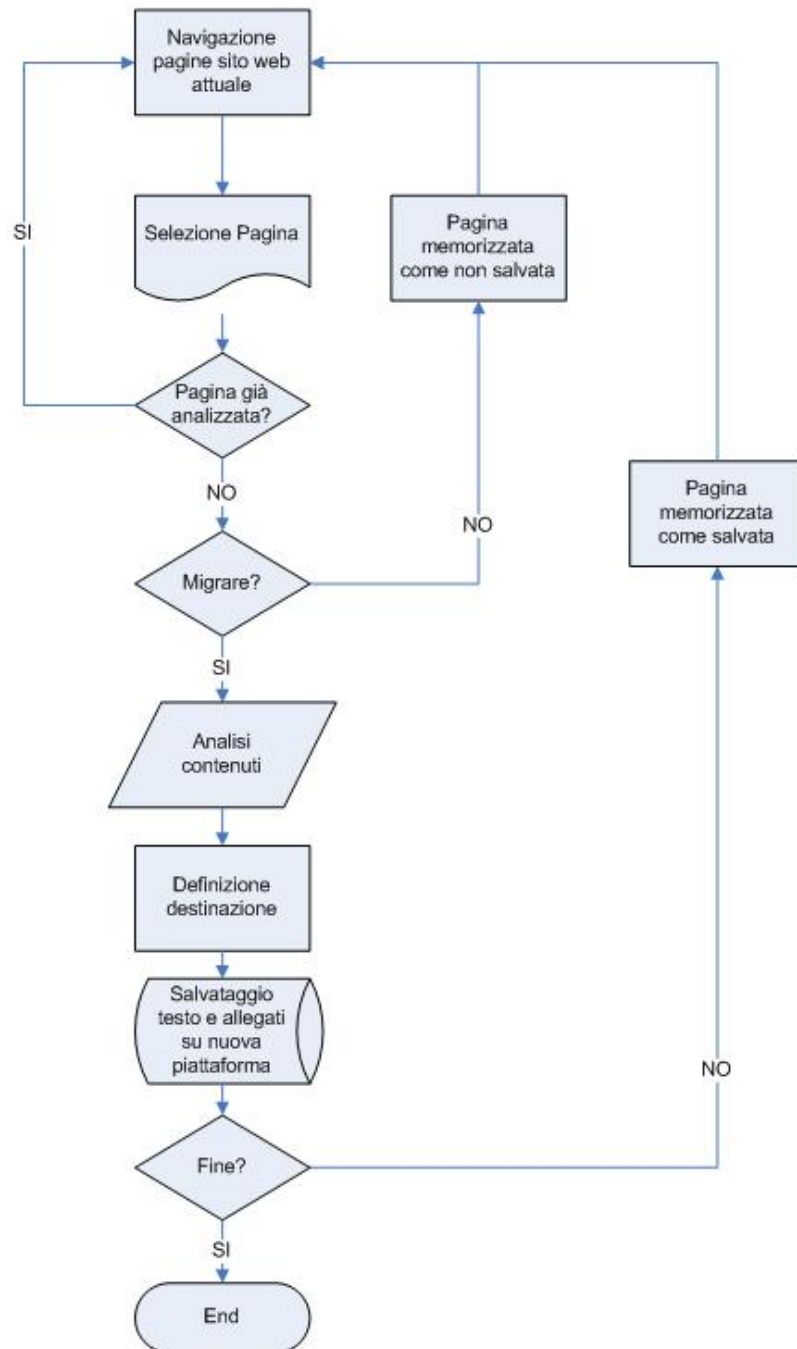 Navigazione
pagine sito web
attuale
SI
Selezione Pagina
Pagina
memorizzata
come non salvata
Pagina già
analizzata?
NO
NO
Pagina
memorizzata
come salvata
Migrare?
SI
Analisi
contenuti
Definizione
destinazione
Salvataggio
testo e allegati
su nuova
piattaforma
NO
Fine?
SI
End